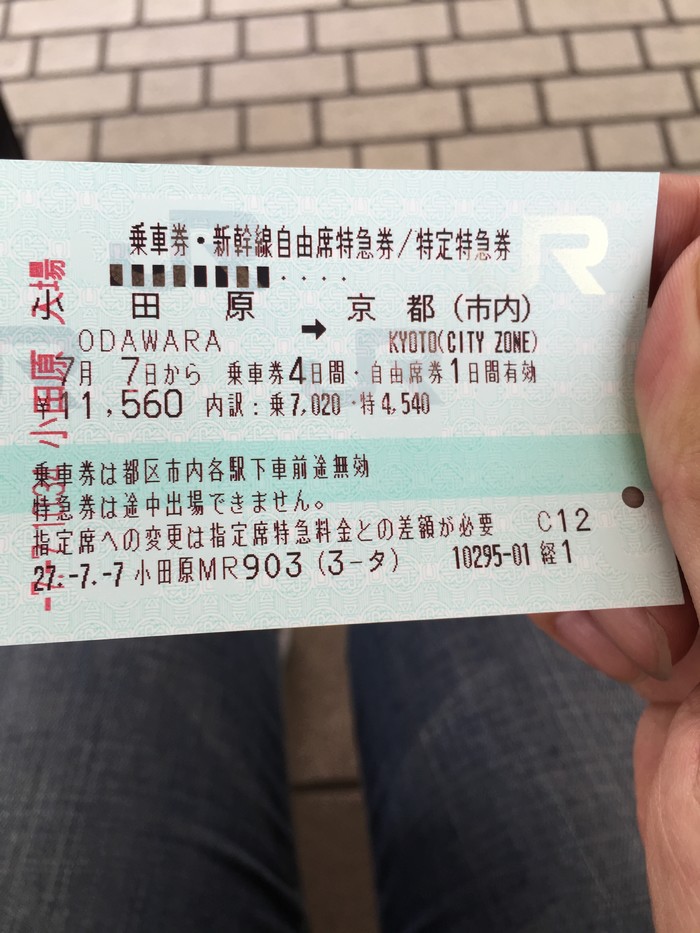 乗車券・新幹線自由席特急券/特定特急券
■■■■■■■■・・・・
田原 ➡ 京都(市内)
ODAWARA KYOTO(CITY ZONE)
7月 7日から 乗車券4日間・自由席券1日間有効
¥11,560 内訳:乗7,020・特4,540
乗車券は都区市内各駅下車前途無効
特急券は途中出場できません。
指定席への変更は指定席特急料金との差額が必要 C12
27.-7.-7 小田原MR903 (3-タ) 10295-01 経1
小田原
R